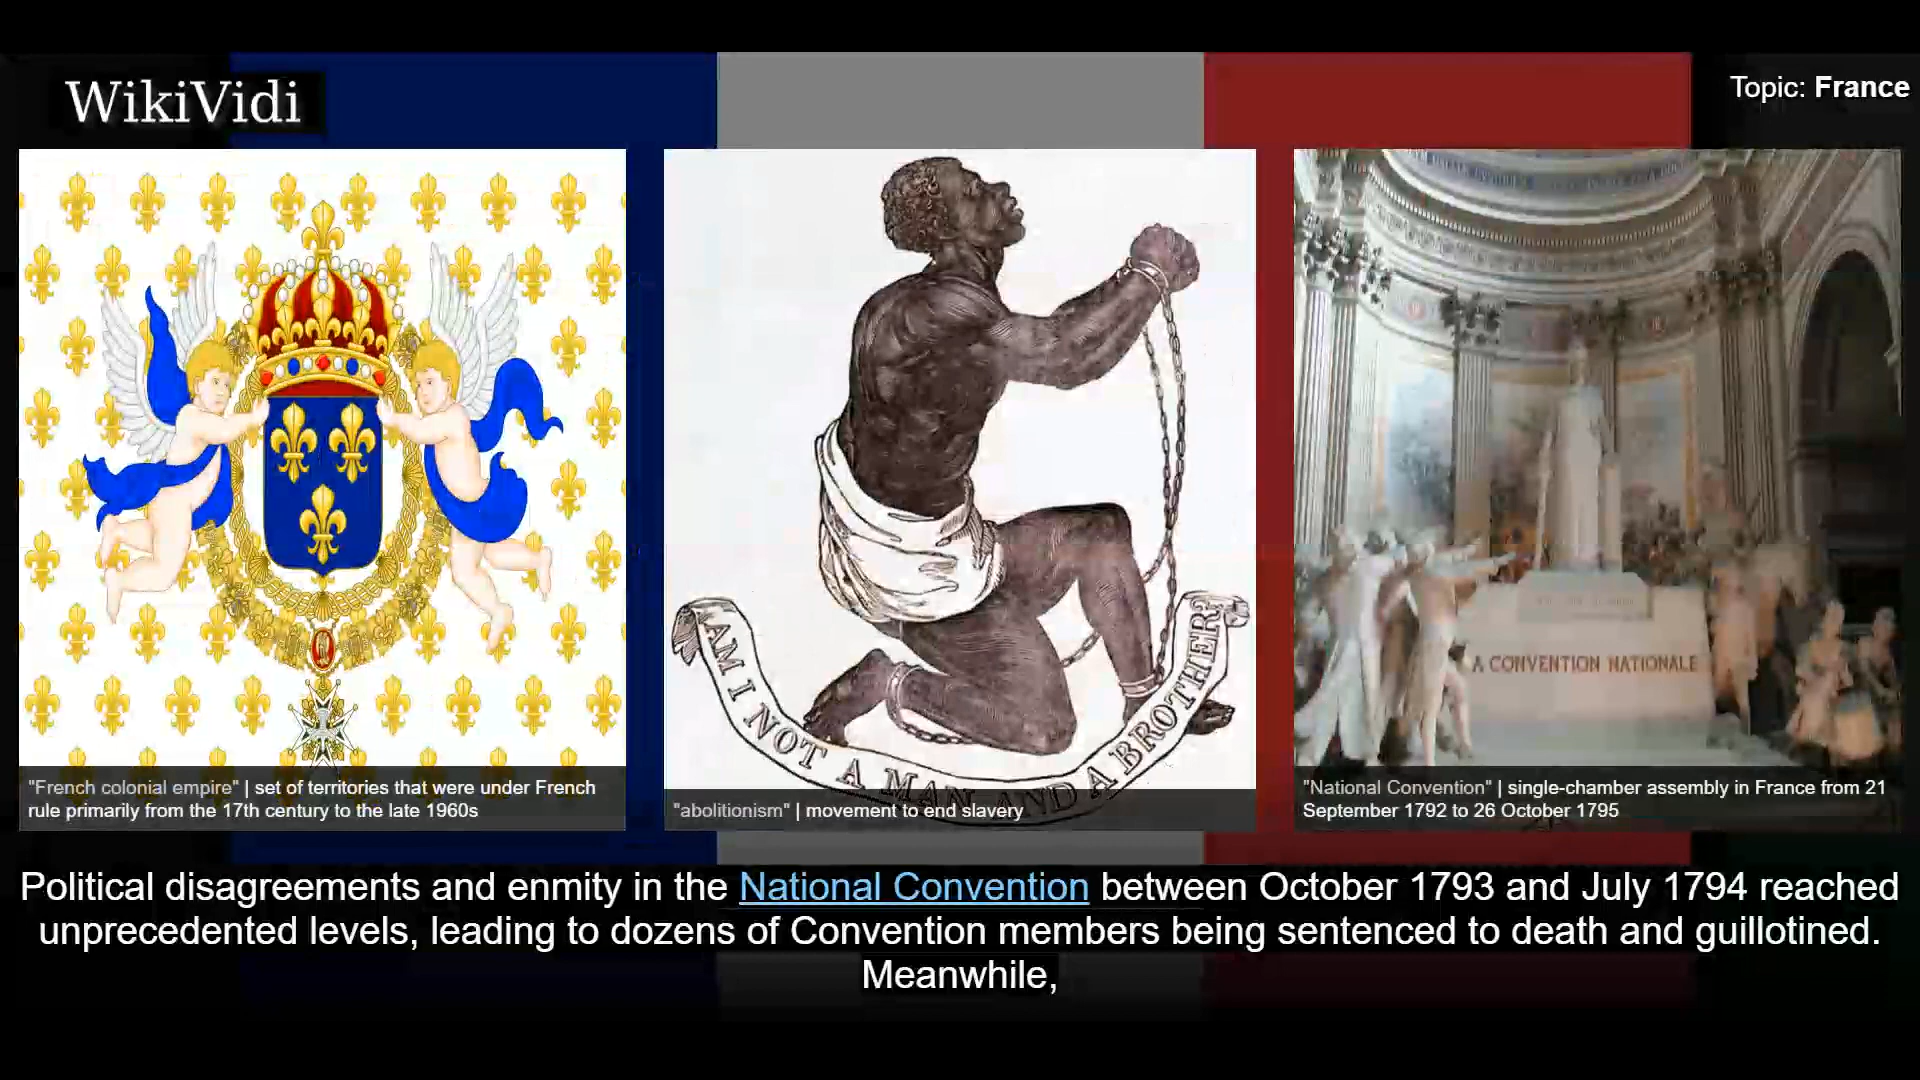 WikiVidi
Topic: France
"French colonial empire" | set of territories that were under French
rule primarily from the 17th century to the late 1960s
AM I NOT A MAN AND A BROTHER?
"abolitionism" | movement to end slavery
A CONVENTION NATIONALE
"National Convention" | single-chamber assembly in France from 21
September 1792 to 26 October 1795
Political disagreements and enmity in the National Convention between October 1793 and July 1794 reached
unprecedented levels, leading to dozens of Convention members being sentenced to death and guillotined.
Meanwhile,